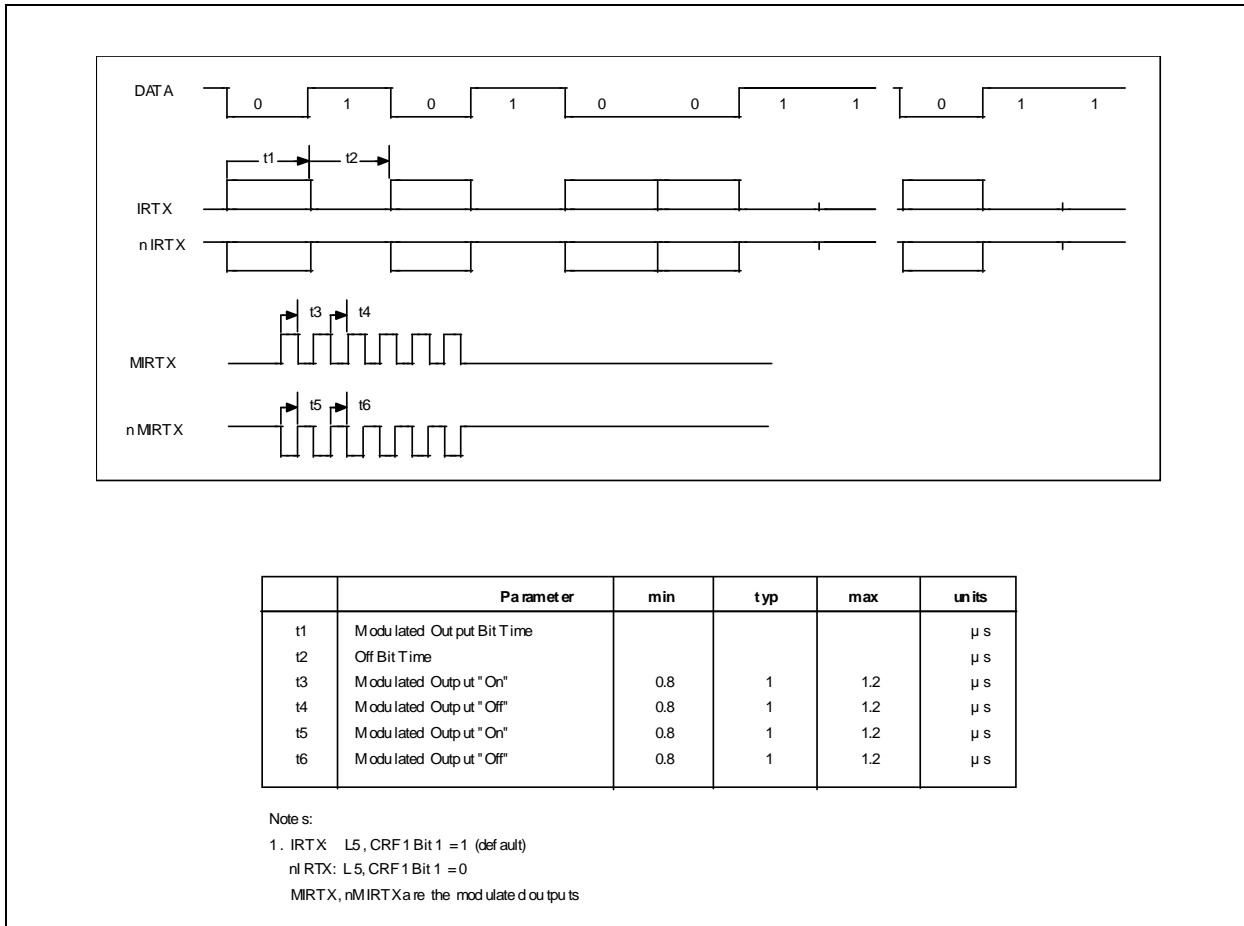 DATA 0 1 0 1 0 0 1 1 0 1 1
t1 t2
IRTX
nIRTX
t3 t4
MIRTX
t5 t6
nMIRTX
Parameter min typ max units
t1 Modulated Output Bit Time µs
t2 Off Bit Time µs
t3 Modulated Output "On" 0.8 1 1.2 µs
t4 Modulated Output "Off" 0.8 1 1.2 µs
t5 Modulated Output "On" 0.8 1 1.2 µs
t6 Modulated Output "Off" 0.8 1 1.2 µs
Notes:
1. IRTX: L5, CRF1 Bit 1 = 1 (default)
nIRTX: L5, CRF1 Bit 1 = 0
MIRTX, nMIRTX are the modulated outputs